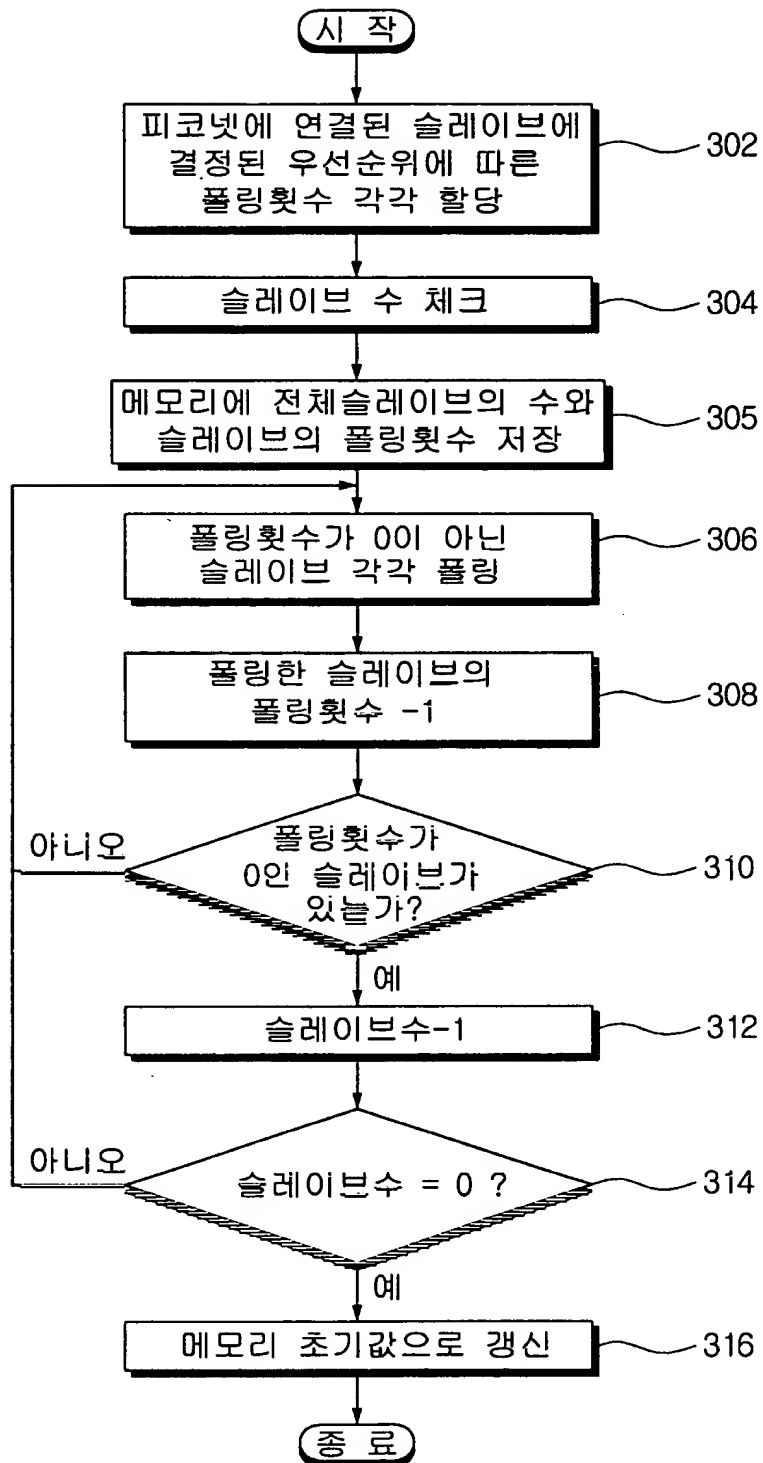 시 작
피코넷에 연결된 슬레이브에
결정된 우선순위에 따른
폴링횟수 각각 할당
302
슬레이브 수 체크
304
메모리에 전체슬레이브의 수와
슬레이브의 폴링횟수 저장
305
폴링횟수가 0이 아닌
슬레이브 각각 폴링
306
폴링한 슬레이브의
폴링횟수 -1
308
아니오
폴링횟수가
0인 슬레이브가
있는가?
310
예
슬레이브수-1
312
아니오
슬레이브수 = 0 ?
314
예
메모리 초기값으로 갱신
316
종 료